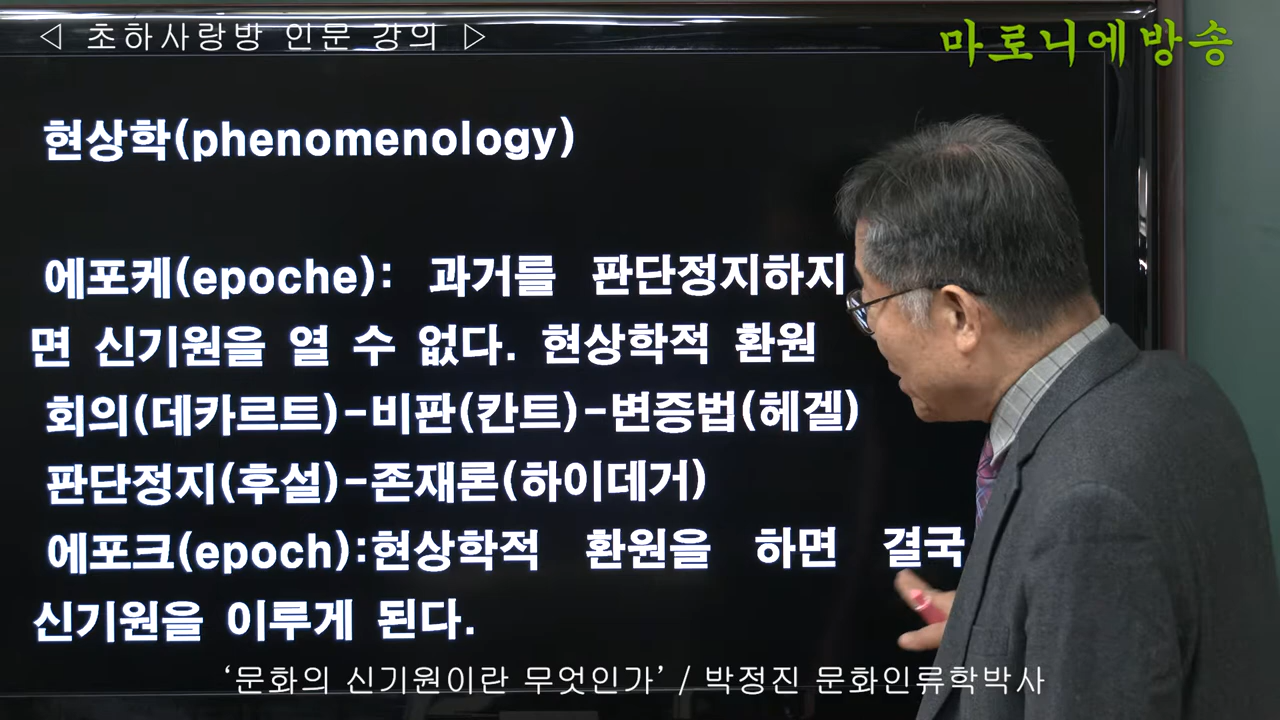 ◁ 초하사랑방 인문 강의 ▷
마로니에방송
현상학(phenomenology)
에포케(epoche): 과거를 판단정지하지
면 신기원을 열 수 없다. 현상학적 환원
회의(데카르트)-비판(칸트)-변증법(헤겔)
판단정지(후설)-존재론(하이데거)
에포크(epoch):현상학적 환원을 하면 결국
신기원을 이루게 된다.
‘문화의 신기원이란 무엇인가’ / 박정진 문화인류학박사